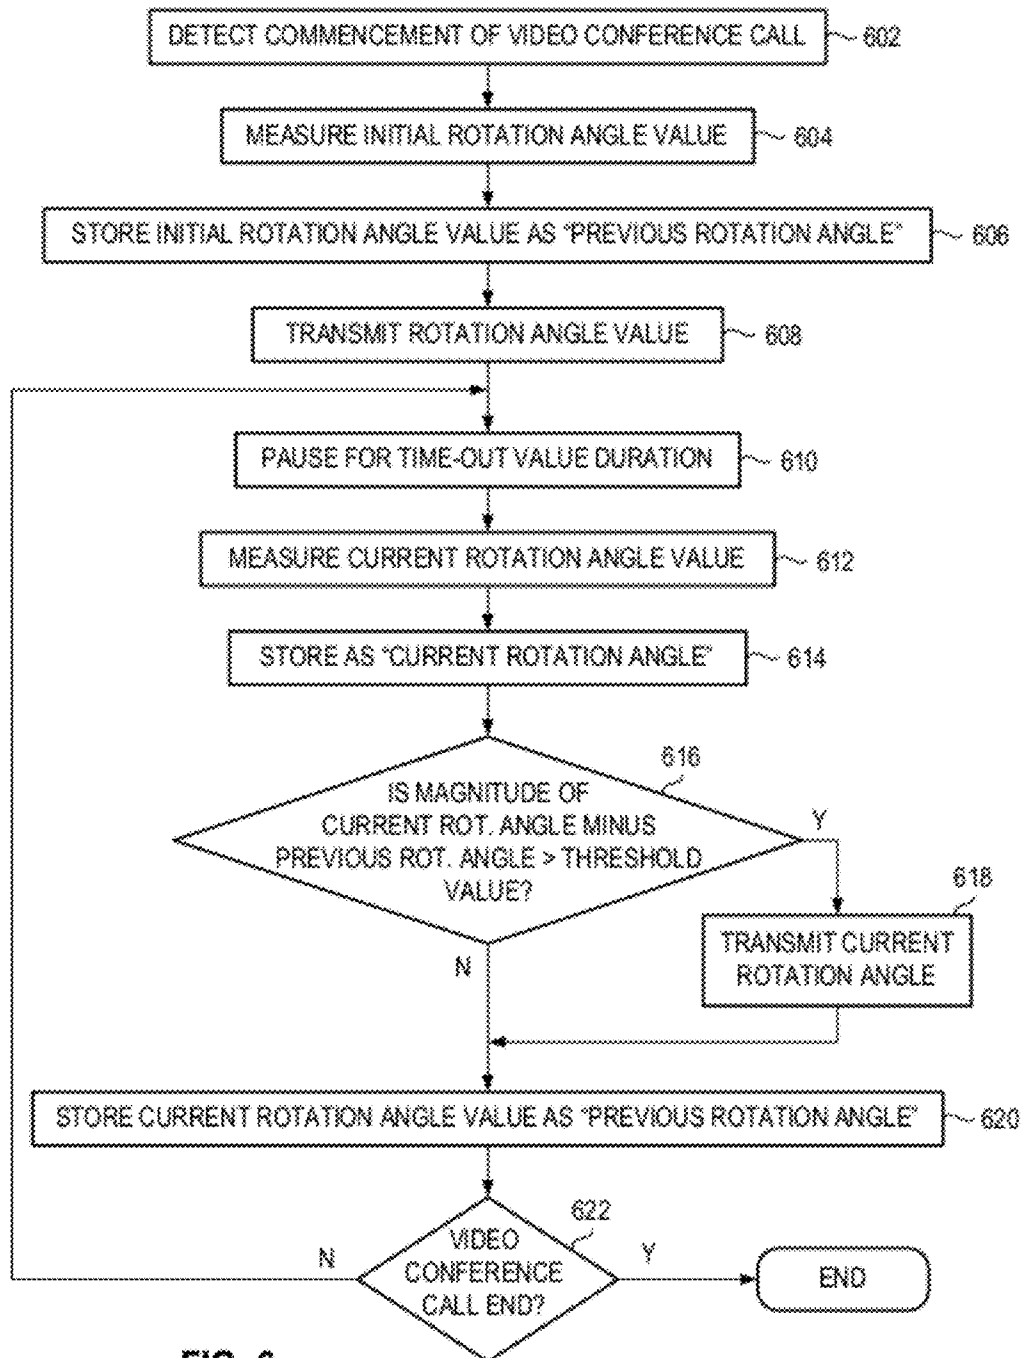 DETECT COMMENCEMENT OF VIDEO CONFERENCE CALL
602
MEASURE INITIAL ROTATION ANGLE VALUE
604
STORE INITIAL ROTATION ANGLE VALUE AS "PREVIOUS ROTATION ANGLE"
606
TRANSMIT ROTATION ANGLE VALUE
608
PAUSE FOR TIME-OUT VALUE DURATION
610
MEASURE CURRENT ROTATION ANGLE VALUE
612
STORE AS "CURRENT ROTATION ANGLE"
614
616
IS MAGNITUDE OF
CURRENT ROT. ANGLE MINUS
PREVIOUS ROT. ANGLE > THRESHOLD
VALUE?
Y
618
TRANSMIT CURRENT
ROTATION ANGLE
N
STORE CURRENT ROTATION ANGLE VALUE AS "PREVIOUS ROTATION ANGLE"
620
622
VIDEO
CONFERENCE
CALL END?
N
Y
END